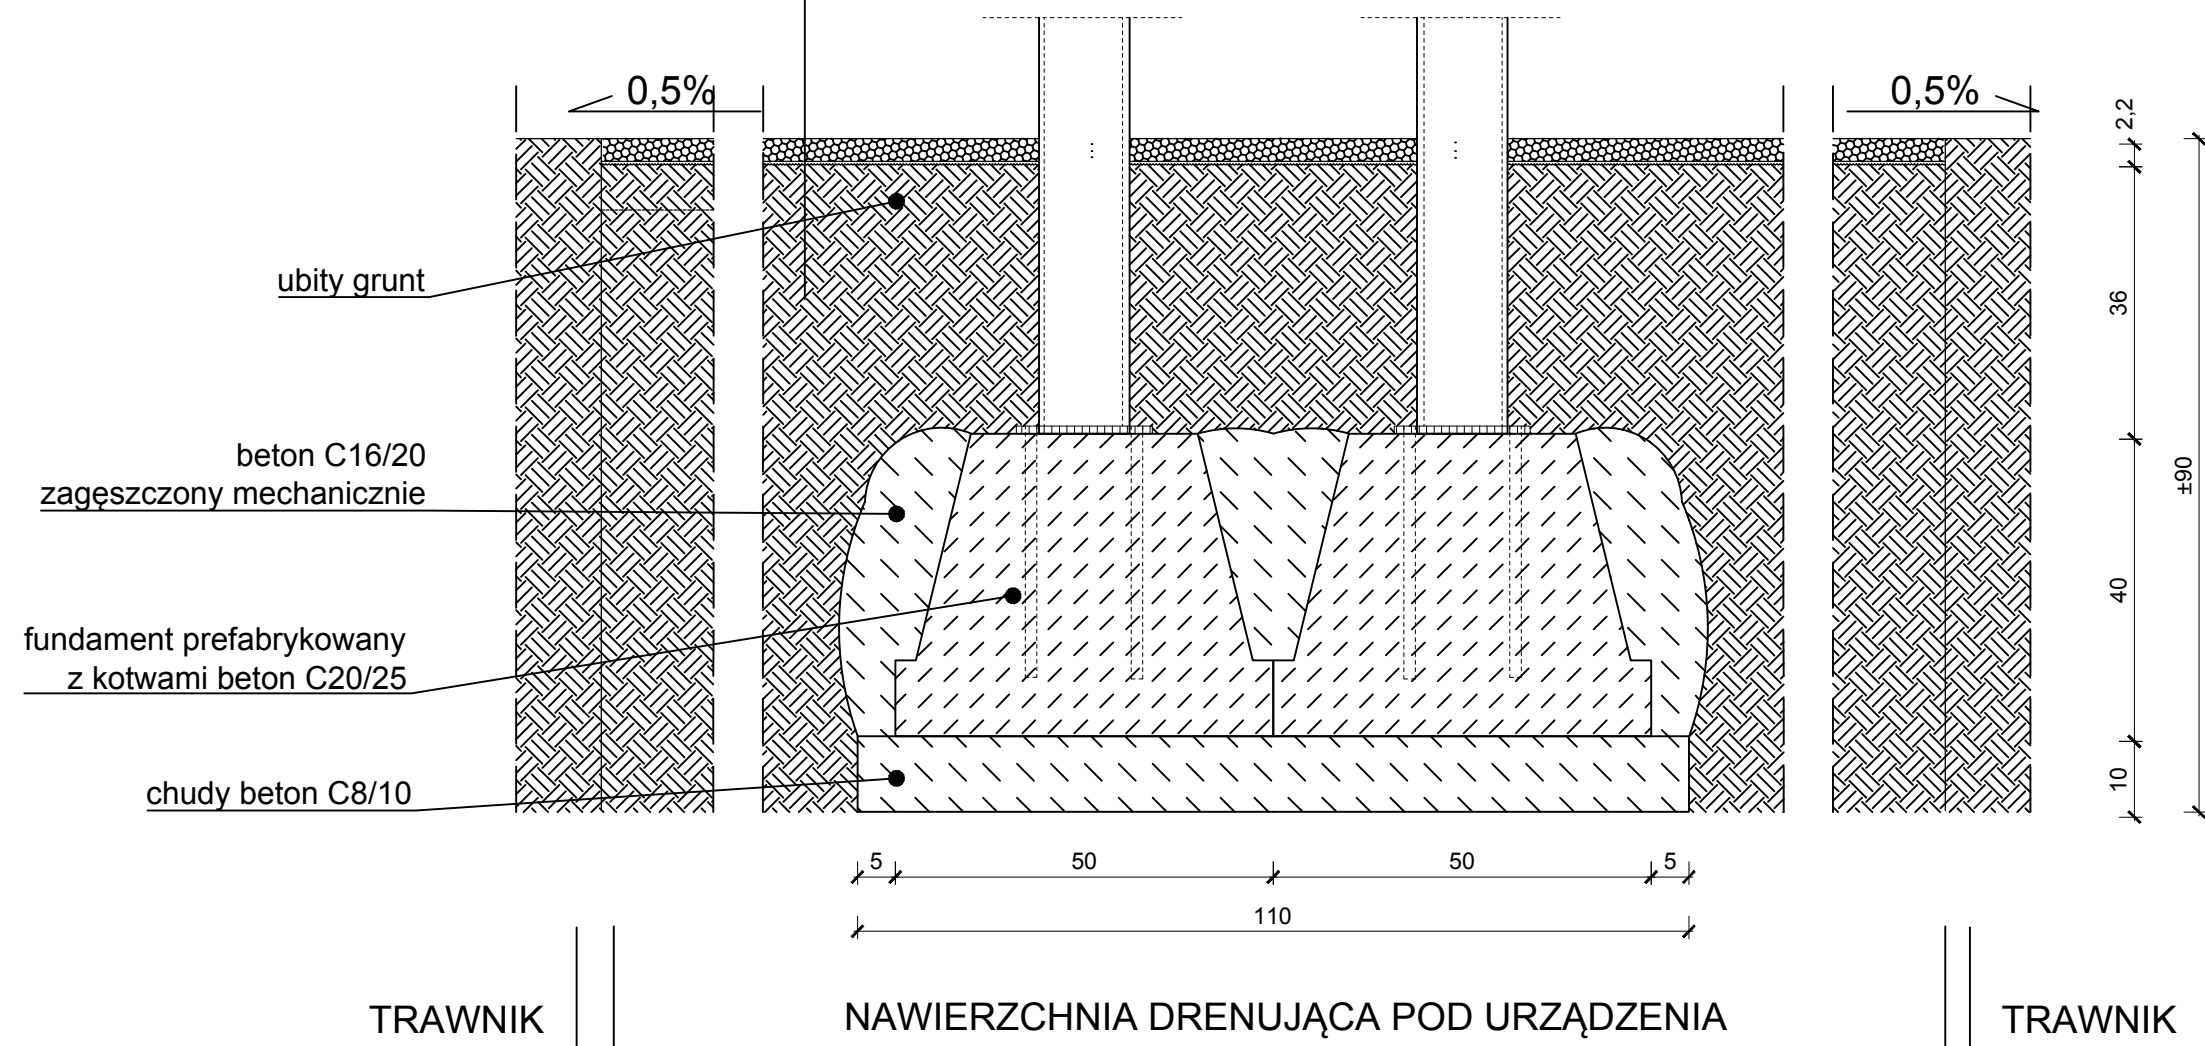 0,5%
0,5%
2,2
ubity grunt
36
beton C16/20
zagęszczony mechanicznie
±90
40
fundament prefabrykowany
z kotwami beton C20/25
10
chudy beton C8/10
5 50 50 5
110
TRAWNIK NAWIERZCHNIA DRENUJĄCA POD URZĄDZENIA TRAWNIK